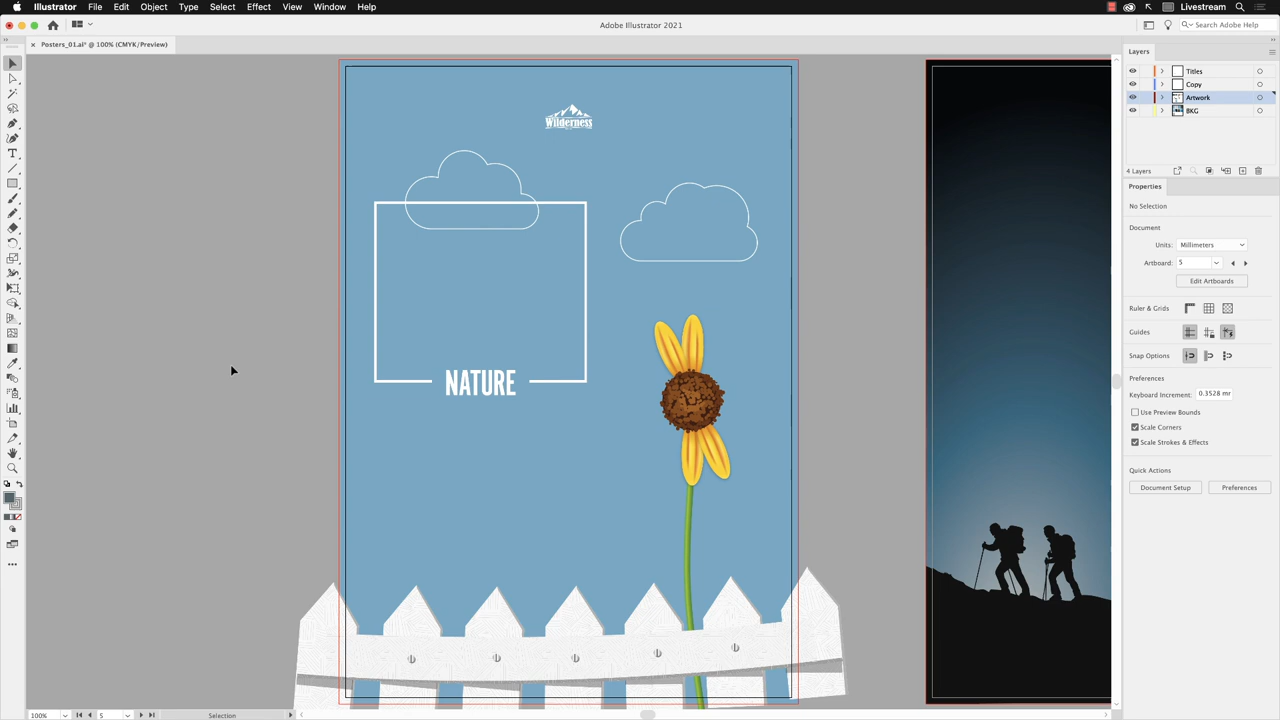 Illustrator File Edit Object Type Select Effect View Window Help Livestream
Adobe Illustrator 2021
Search Adobe Help
× Posters_01.ai* @ 100% (CMYK/Preview)
Wilderness
NATURE
Layers
Titles
Copy
Artwork
BKG
4 Layers
Properties
No Selection
Document
Units: Millimeters
Artboard: 5
Edit Artboards
Ruler & Grids
Guides
Snap Options
Preferences
Keyboard Increment: 0.3528 mr
Use Preview Bounds
Scale Corners
Scale Strokes & Effects
Quick Actions
Document Setup Preferences
100% 5 Selection